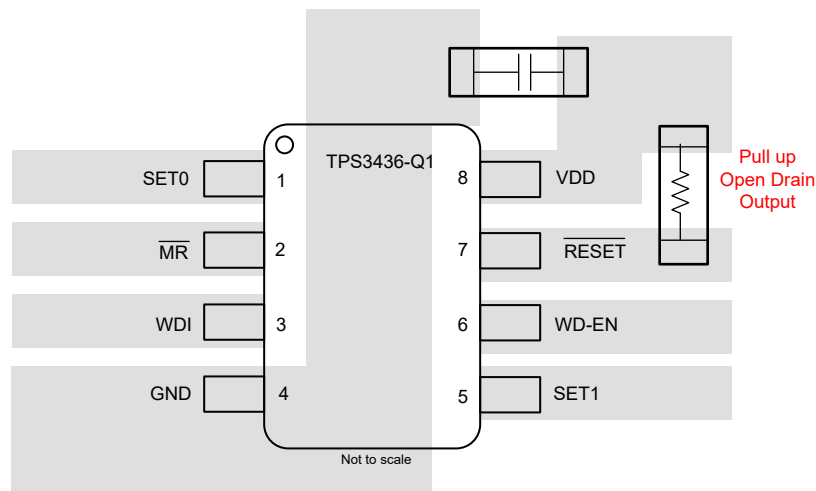 TPS3436-Q1
SET0
1
8
VDD
Pull up
Open Drain
Output
MR
2
7
RESET
WDI
3
6
WD-EN
GND
4
5
SET1
Not to scale